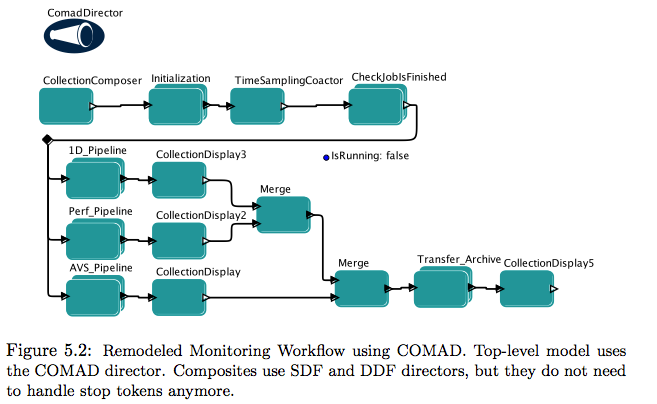 ComadDirector
CollectionComposer Initialization TimeSamplingCoactor CheckJobIsFinished
IsRunning: false
1D_Pipeline CollectionDisplay3
Merge
Perf_Pipeline CollectionDisplay2
AVS_Pipeline CollectionDisplay
Merge Transfer_Archive CollectionDisplay5
Figure 5.2: Remodeled Monitoring Workflow using COMAD. Top-level model uses
the COMAD director. Composites use SDF and DDF directors, but they do not need
to handle stop tokens anymore.